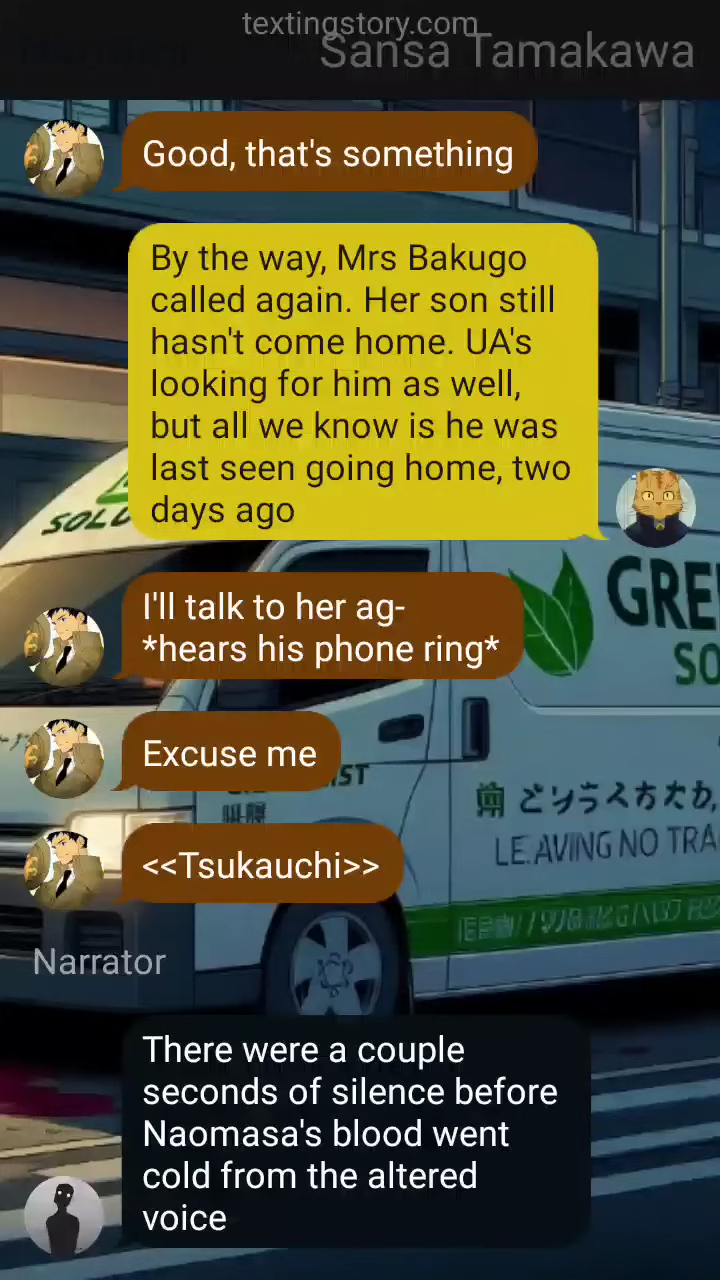 textingstory.com
Sansa Tamakawa
Good, that's something
By the way, Mrs Bakugo
called again. Her son still
hasn't come home. UA's
looking for him as well,
but all we know is he was
last seen going home, two
days ago
I'll talk to her ag-
*hears his phone ring*
Excuse me
<<Tsukauchi>>
LEAVING NO TRA
Narrator
There were a couple
seconds of silence before
Naomasa's blood went
cold from the altered
voice